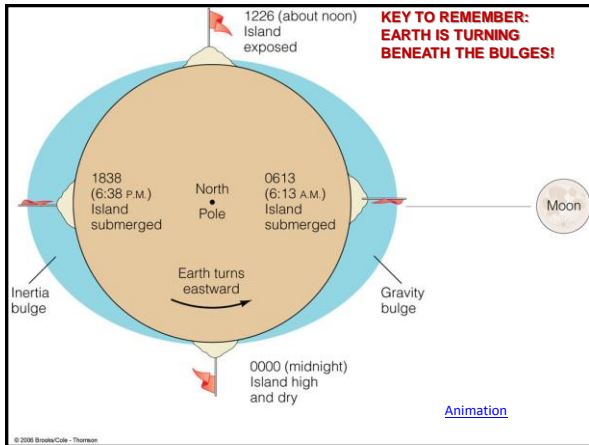 1226 (about noon)
Island
exposed
KEY TO REMEMBER:
EARTH IS TURNING
BENEATH THE BULGES!
1838
(6:38 P.M.)
Island
submerged
North
Pole
0613
(6:13 A.M.)
Island
submerged
Moon
Earth turns
eastward
Inertia
bulge
Gravity
bulge
0000 (midnight)
Island high
and dry
Animation
© 2006 Brooks/Cole - Thomson